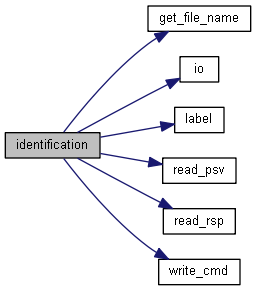 get_file_name
io
label
identification
read_psv
read_rsp
write_cmd